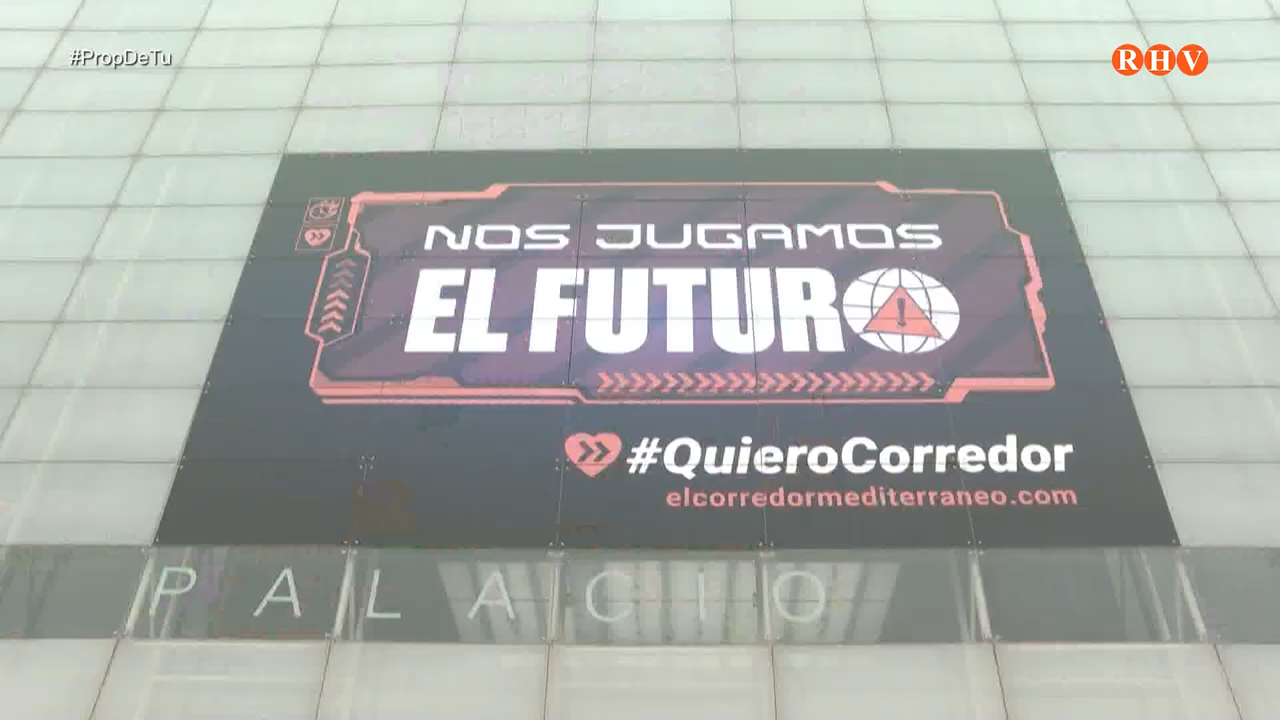 #PropDeTu
RHV
NOS JUGAMOS
EL FUTURO
#QuieroCorredor
elcorredormediterraneo.com
PALACIO